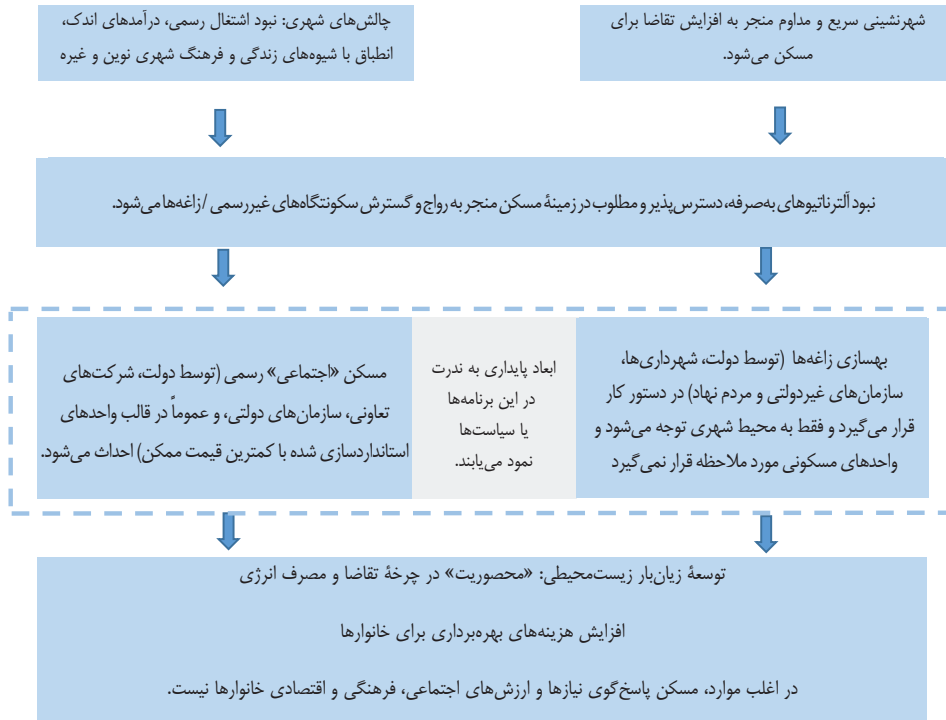 شهرنشینی سریع و مداوم منجر به افزایش تقاضا برای
مسکن می‌شود.
چالش‌های شهری: نبود اشتغال رسمی، درآمدهای اندک،
انطباق با شیوه‌های زندگی و فرهنگ شهری نوین و غیره
نبود آلترناتیوهای به‌صرفه، دسترس‌پذیر و مطلوب در زمینهٔ مسکن منجر به رواج و گسترش سکونتگاه‌های غیررسمی / زاغه‌ها می‌شود.
بهسازی زاغه‌ها (توسط دولت، شهرداری‌ها،
سازمان‌های غیردولتی و مردم نهاد) در دستور کار
قرار می‌گیرد و فقط به محیط شهری توجه می‌شود و
واحدهای مسکونی مورد ملاحظه قرار نمی‌گیرد
ابعاد پایداری به ندرت
در این برنامه‌ها
یا سیاست‌ها
نمود می‌یابند.
مسکن «اجتماعی» رسمی (توسط دولت، شرکت‌های
تعاونی، سازمان‌های دولتی، و عموماً در قالب واحدهای
استانداردسازی شده با کمترین قیمت ممکن) احداث می‌شود.
توسعهٔ زیان‌بار زیست‌محیطی: «محصوریت» در چرخهٔ تقاضا و مصرف انرژی
افزایش هزینه‌های بهره‌برداری برای خانوارها
در اغلب موارد، مسکن پاسخ‌گوی نیازها و ارزش‌های اجتماعی، فرهنگی و اقتصادی خانوارها نیست.